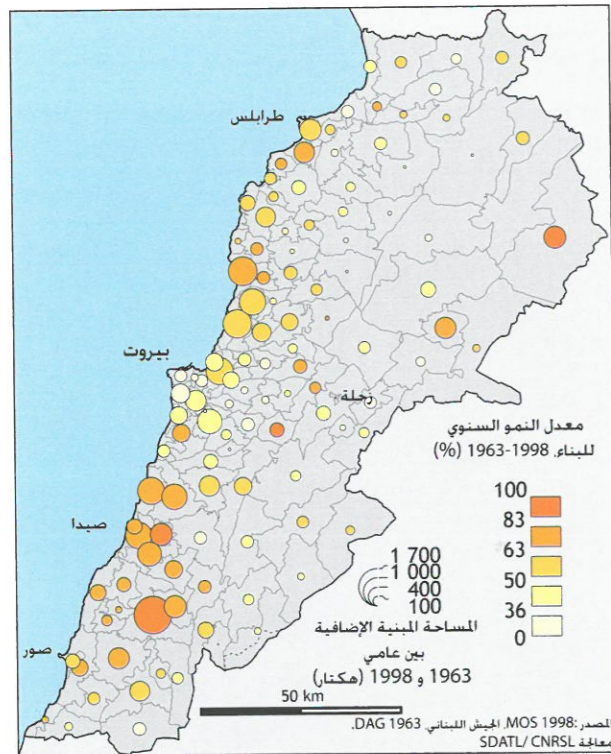 طرابلس
بيروت
زحلة
صيدا
صور
معدل النمو السنوي
للبناء، 1998-1963 (%)
100
83
63
50
36
0
1 700
1 000
400
100
المساحة المبنية الإضافية
بين عامي
1963 و 1998 (هكتار)
50 km
المصدر: MOS 1998، الجيش اللبناني، DAG 1963.
معالجة SDATL/ CNRSL